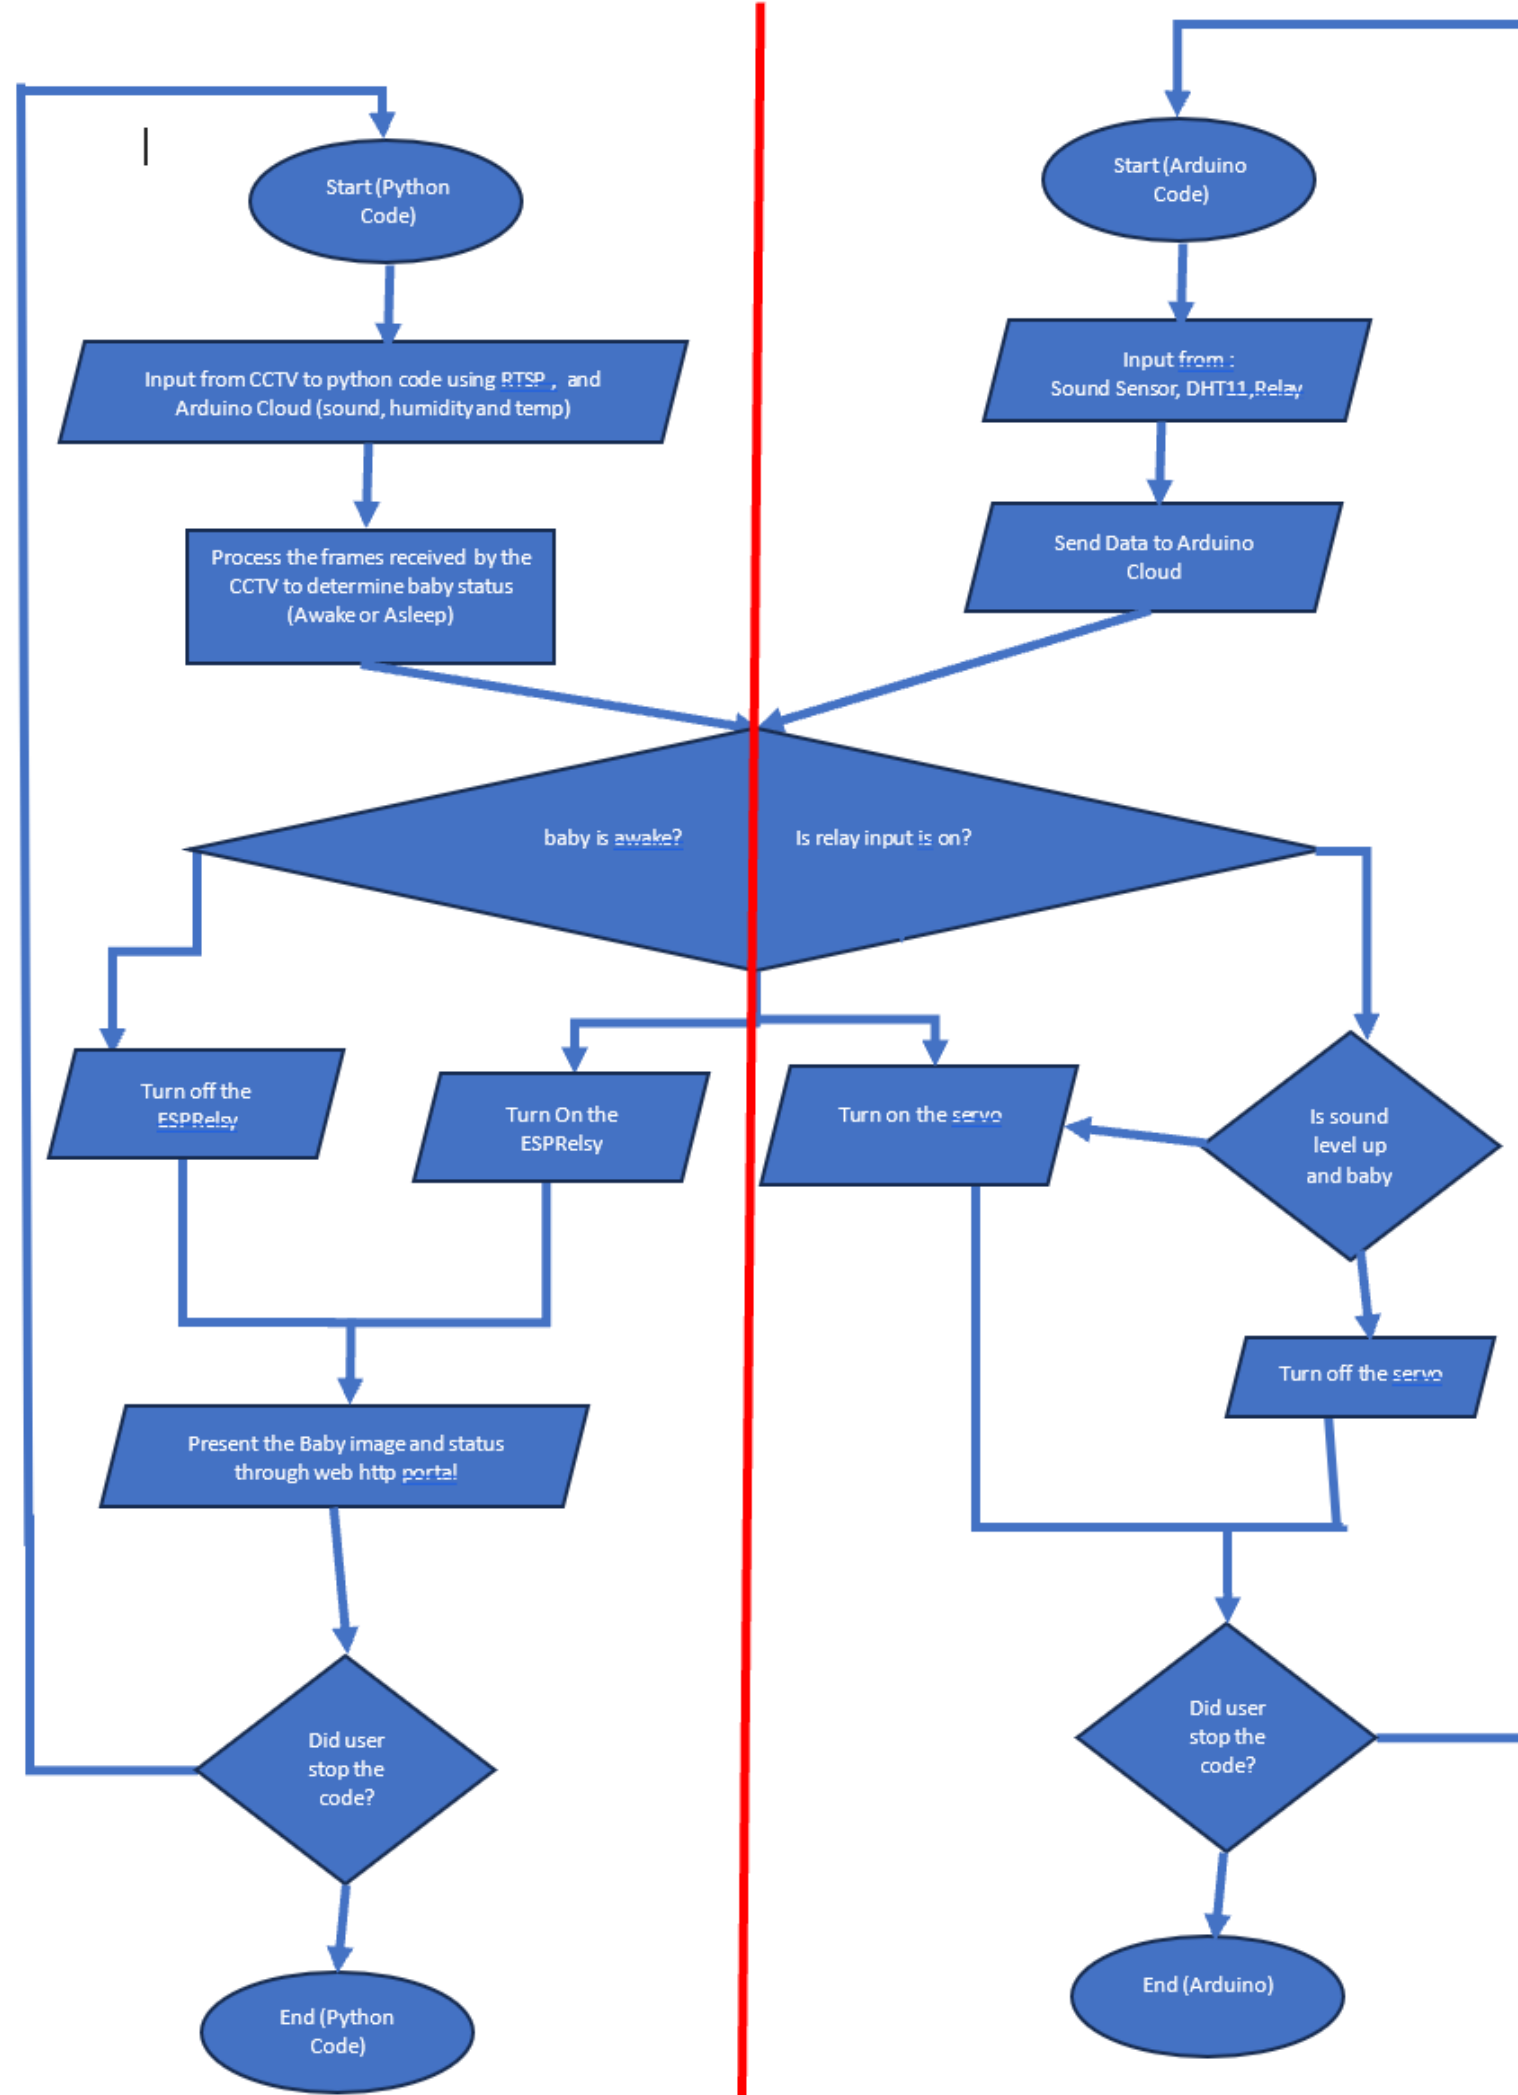 Start (Python
Code)
Input from CCTV to python code using RTSP , and
Arduino Cloud (sound, humidity and temp)
Process the frames received by the
CCTV to determine baby status
(Awake or Asleep)
Start (Arduino
Code)
Input from :
Sound Sensor, DHT11,Relay
Send Data to Arduino
Cloud
baby is awake?
Is relay input is on?
Turn off the
ESPRelsy
Turn On the
ESPRelsy
Turn on the servo
Is sound
level up
and baby
Turn off the servo
Present the Baby image and status
through web http portal
Did user
stop the
code?
End (Python
Code)
Did user
stop the
code?
End (Arduino)